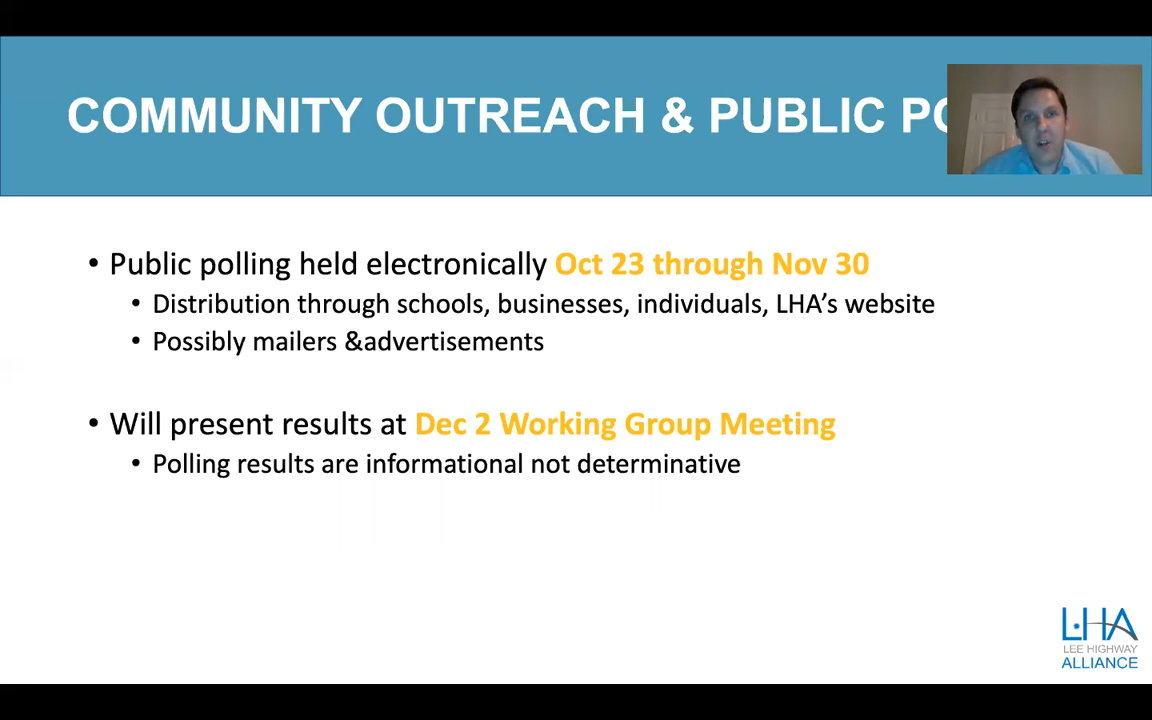 COMMUNITY OUTREACH & PUBLIC
• Public polling held electronically Oct 23 through Nov 30
• Distribution through schools, businesses, individuals, LHA's website
• Possibly mailers &advertisements
• Will present results at Dec 2 Working Group Meeting
• Polling results are informational not determinative
LHA
LEE HIGHWAY
ALLIANCE